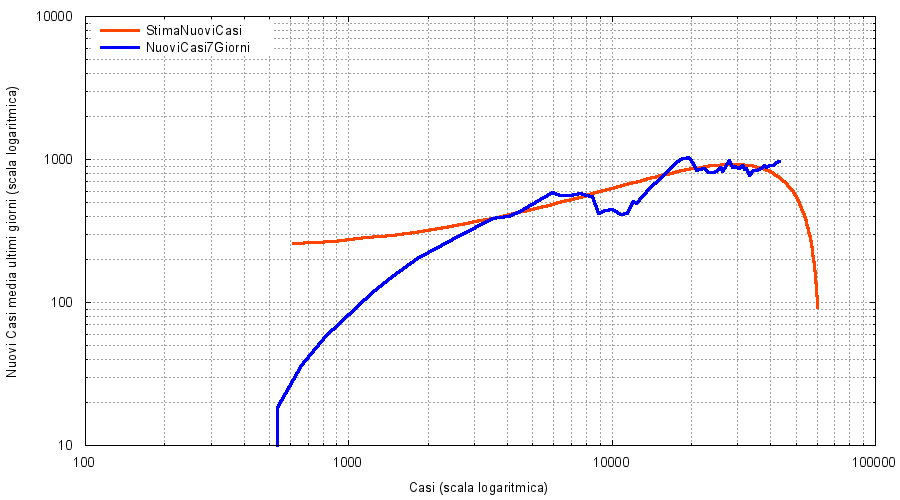 10000
StimaNuoviCasi
NuoviCasi7Giorni
1000
100
10
Nuovi Casi media ultimi giorni (scala logaritmica)
100
1000
10000
100000
Casi (scala logaritmica)